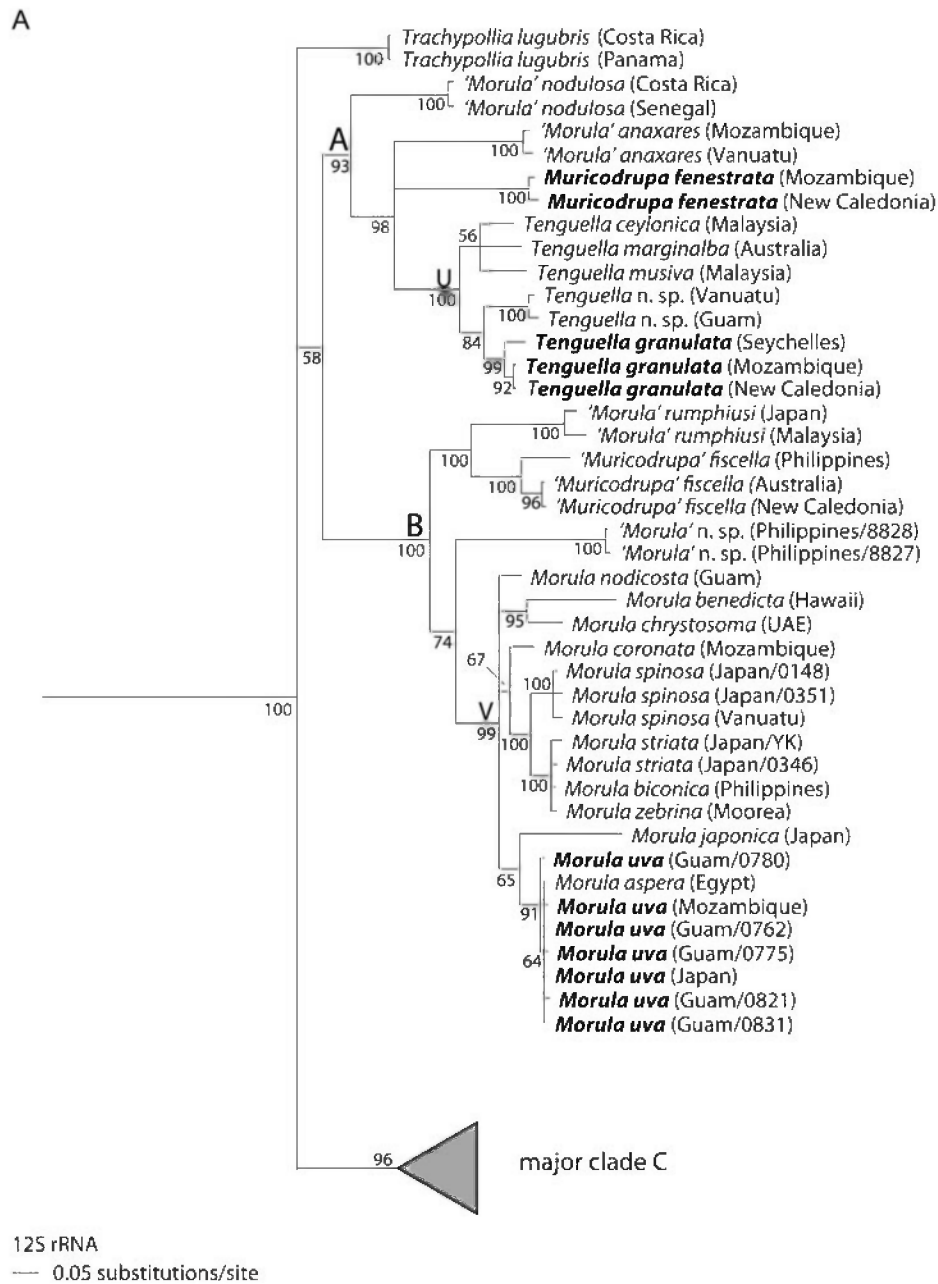 A
Trachypollia lugubris (Costa Rica)
100 Trachypollia lugubris (Panama)
'Morula' nodulosa (Costa Rica)
100 'Morula' nodulosa (Senegal)
A 'Morula' anaxares (Mozambique)
93 100 'Morula' anaxares (Vanuatu)
Muricodrupa fenestrata (Mozambique)
100 Muricodrupa fenestrata (New Caledonia)
98 56 Tenguella ceylonica (Malaysia)
Tenguella marginalba (Australia)
U Tenguella musiva (Malaysia)
100 Tenguella n. sp. (Vanuatu)
100 Tenguella n. sp. (Guam)
84 Tenguella granulata (Seychelles)
58 99 Tenguella granulata (Mozambique)
92 Tenguella granulata (New Caledonia)
'Morula' rumphiusi (Japan)
100 'Morula' rumphiusi (Malaysia)
100 'Muricodrupa' fiscella (Philippines)
100 'Muricodrupa' fiscella (Australia)
96 'Muricodrupa' fiscella (New Caledonia)
B 'Morula' n. sp. (Philippines/8828)
100 100 'Morula' n. sp. (Philippines/8827)
Morula nodicosta (Guam)
Morula benedicta (Hawaii)
95 Morula chrystosoma (UAE)
74 67 Morula coronata (Mozambique)
100 Morula spinosa (Japan/0148)
Morula spinosa (Japan/0351)
V Morula spinosa (Vanuatu)
99 100 Morula striata (Japan/YK)
Morula striata (Japan/0346)
100 Morula biconica (Philippines)
Morula zebrina (Moorea)
Morula japonica (Japan)
Morula uva (Guam/0780)
65 Morula aspera (Egypt)
91 Morula uva (Mozambique)
Morula uva (Guam/0762)
Morula uva (Guam/0775)
64 Morula uva (Japan)
Morula uva (Guam/0821)
Morula uva (Guam/0831)
100
96 major clade C
12S rRNA
0.05 substitutions/site